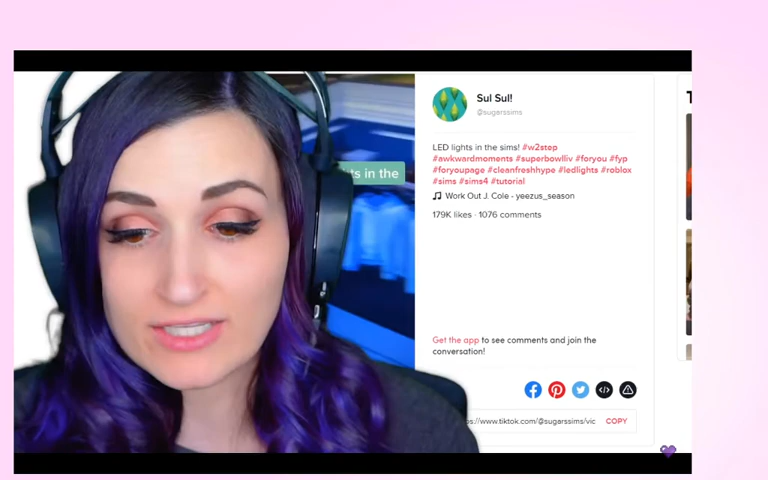 ts in the
Sul Sul!
@sugarssims
LED lights in the sims! #w2step
#awkwardmoments #superbowlliv #foryou #fyp
#foryoupage #cleanfreshhype #ledlights #roblox
#sims #sims4 #tutorial
Work Out J. Cole - yeezus_season
179K likes · 1076 comments
Get the app to see comments and join the
conversation!
s://www.tiktok.com/@sugarssims/vic
COPY